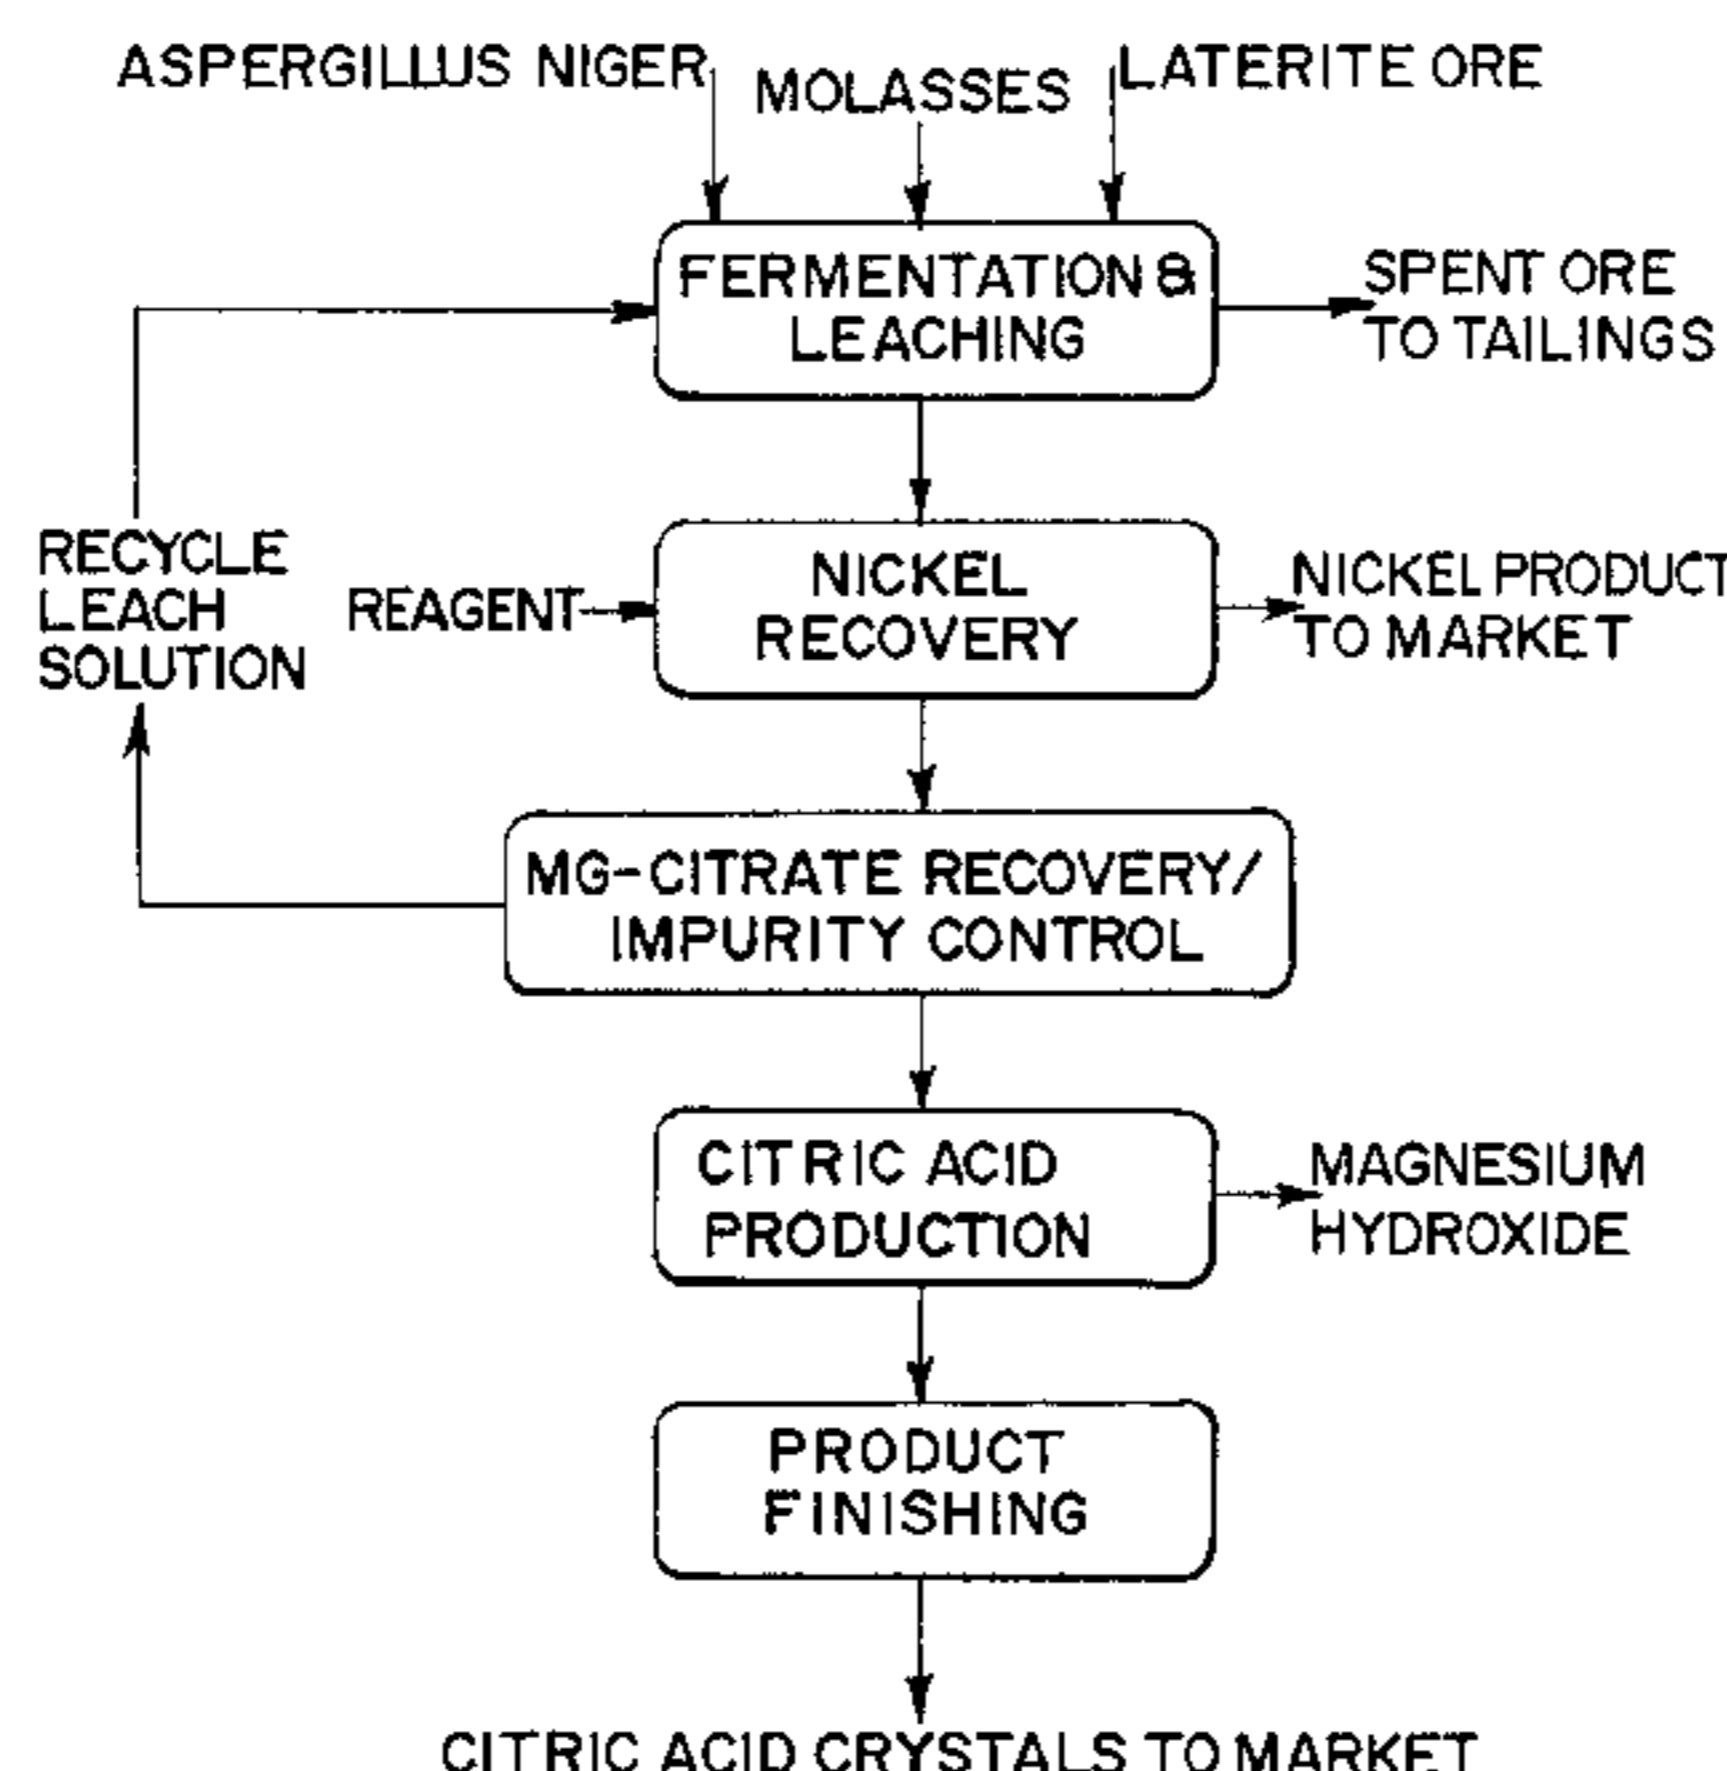 ASPERGILLUS NIGER
MOLASSES
LATERITE ORE
FERMENTATION &
LEACHING
SPENT ORE
TO TAILINGS
RECYCLE
LEACH
SOLUTION
REAGENT
NICKEL
RECOVERY
NICKEL PRODUCT
TO MARKET
MG-CITRATE RECOVERY/
IMPURITY CONTROL
CITRIC ACID
PRODUCTION
MAGNESIUM
HYDROXIDE
PRODUCT
FINISHING
CITRIC ACID CRYSTALS TO MARKET